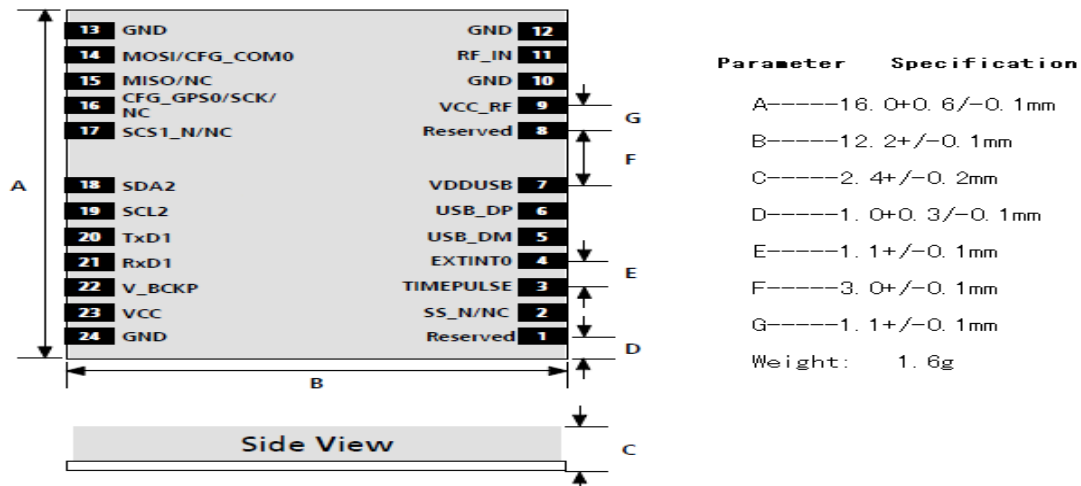 13 GND GND 12
14 MOSI/CFG_COM0 RF_IN 11
15 MISO/NC GND 10
16 CFG_GPS0/SCK/ VCC_RF 9
NC
G
17 SCS1_N/NC Reserved 8
F
A
18 SDA2 VDDUSB 7
19 SCL2 USB_DP 6
20 TxD1 USB_DM 5
21 RxD1 EXTINT0 4
E
22 V_BCKP TIMEPULSE 3
23 VCC SS_N/NC 2
24 GND Reserved 1
D
B
Side View
C
Parameter Specification
A-----16.0+0.6/-0.1mm
B-----12.2+/-0.1mm
C-----2.4+/-0.2mm
D-----1.0+0.3/-0.1mm
E-----1.1+/-0.1mm
F-----3.0+/-0.1mm
G-----1.1+/-0.1mm
Weight: 1.6g